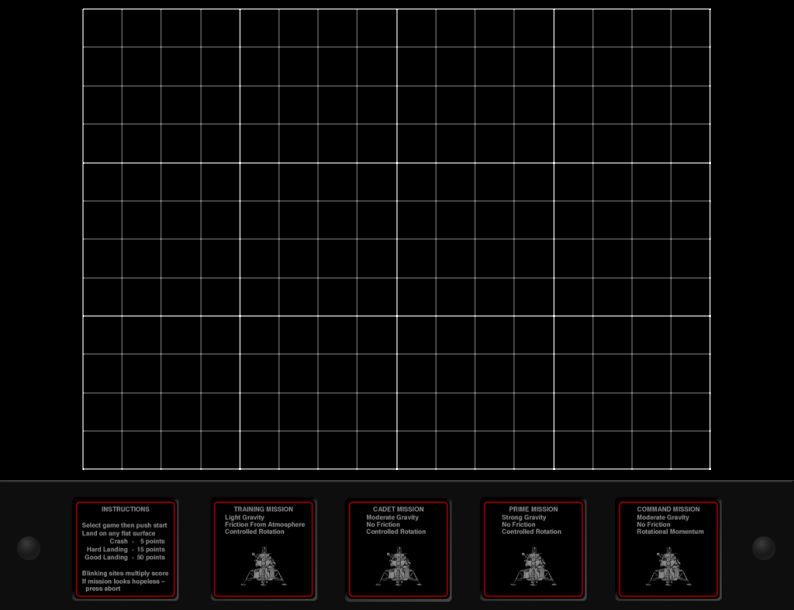 INSTRUCTIONS
Select game then push start
Land on any flat surface
Crash - 5 points
Hard Landing - 15 points
Good Landing - 50 points
Blinking sites multiply score
If mission looks hopeless –
press abort
TRAINING MISSION
Light Gravity
Friction From Atmosphere
Controlled Rotation
CADET MISSION
Moderate Gravity
No Friction
Controlled Rotation
PRIME MISSION
Strong Gravity
No Friction
Controlled Rotation
COMMAND MISSION
Moderate Gravity
No Friction
Rotational Momentum